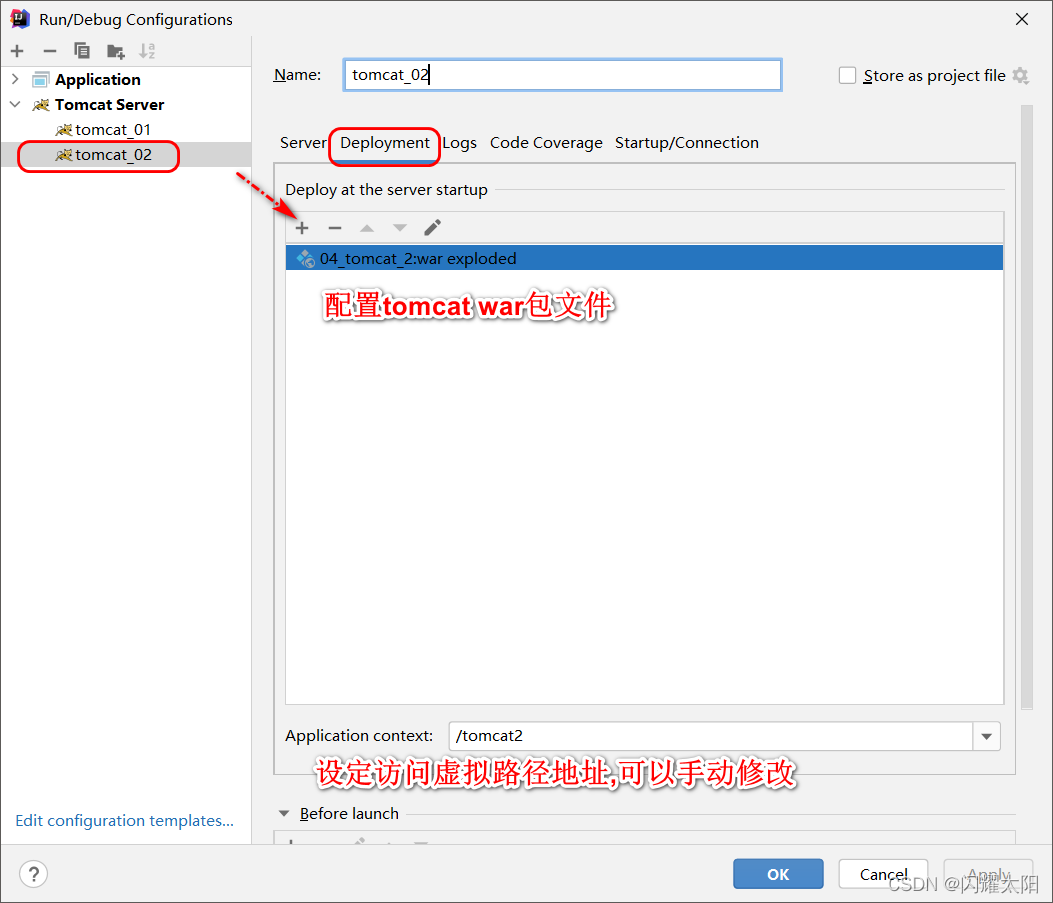 Run/Debug Configurations
Application
Tomcat Server
tomcat_01
tomcat_02
Edit configuration templates...
Name: tomcat_02 Store as project file
Server Deployment Logs Code Coverage Startup/Connection
Deploy at the server startup
04_tomcat_2:war exploded
配置tomcat war包文件
Application context: /tomcat2
设定访问虚拟路径地址,可以手动修改
Before launch
? OK Cancel Apply
CSDN @闪耀太阳